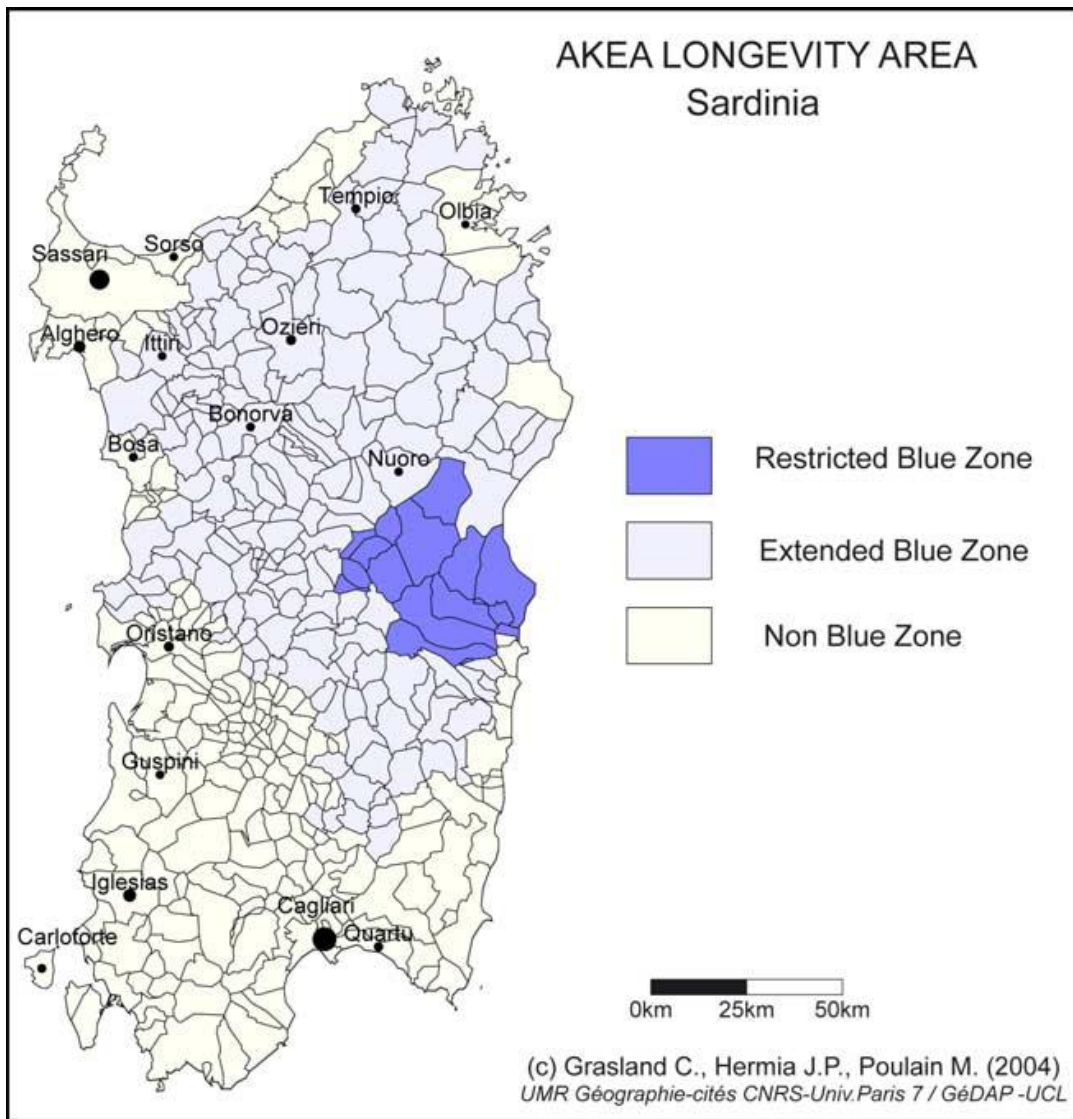 AKEA LONGEVITY AREA
Sardinia
Tempio
Olbia
Sorso
Sassari
Ozieri
Alghero
Ittiri
Bonorva
Bosa
Nuoro
Restricted Blue Zone
Extended Blue Zone
Non Blue Zone
Oristano
Guspini
Iglesias
Cagliari
Quartu
Carloforte
0km 25km 50km
(c) Grasland C., Hermia J.P., Poulain M. (2004)
UMR Géographie-cités CNRS-Univ.Paris 7 / GéDAP -UCL